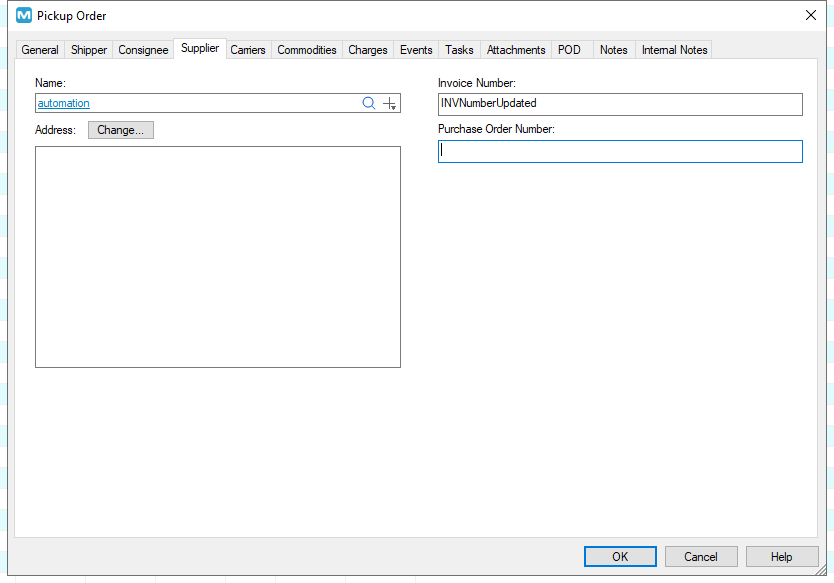 M Pickup Order
General Shipper Consignee Supplier Carriers Commodities Charges Events Tasks Attachments POD Notes Internal Notes
Name:
automation
Address: Change...
Invoice Number:
INVNumberUpdated
Purchase Order Number:
OK Cancel Help